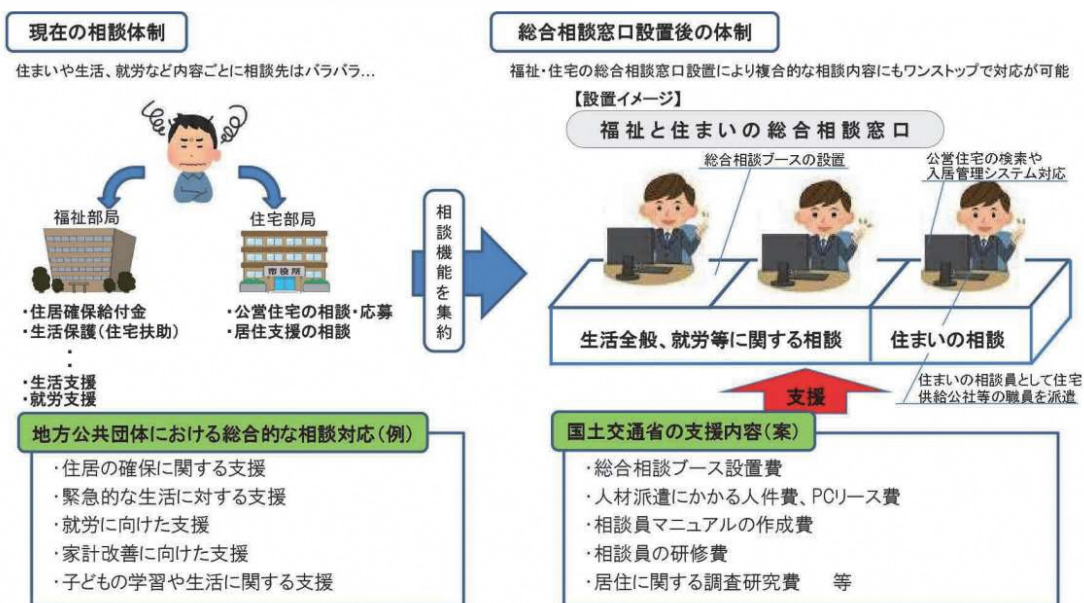 現在の相談体制
住まいや生活、就労など内容ごとに相談先はバラバラ…
福祉部局
住宅部局
市役所
・住居確保給付金
・生活保護（住宅扶助）
・
・
・生活支援
・就労支援
・公営住宅の相談・応募
・居住支援の相談
相談機能を集約
総合相談窓口設置後の体制
福祉・住宅の総合相談窓口設置により複合的な相談内容にもワンストップで対応が可能
【設置イメージ】
福祉と住まいの総合相談窓口
総合相談ブースの設置
公営住宅の検索や
入居管理システム対応
生活全般、就労等に関する相談
住まいの相談
住まいの相談員として住宅
供給公社等の職員を派遣
支援
地方公共団体における総合的な相談対応（例）
・住居の確保に関する支援
・緊急的な生活に対する支援
・就労に向けた支援
・家計改善に向けた支援
・子どもの学習や生活に関する支援
国土交通省の支援内容（案）
・総合相談ブース設置費
・人材派遣にかかる人件費、PCリース費
・相談員マニュアルの作成費
・相談員の研修費
・居住に関する調査研究費　等